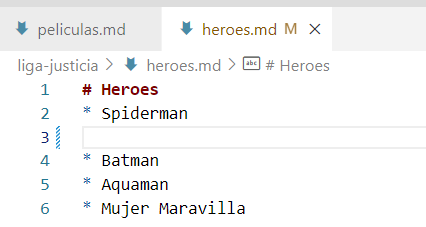 peliculas.md
heroes.md M ×
liga-justicia > heroes.md > abc # Heroes
1 # Heroes
2 * Spiderman
3
4 * Batman
5 * Aquaman
6 * Mujer Maravilla